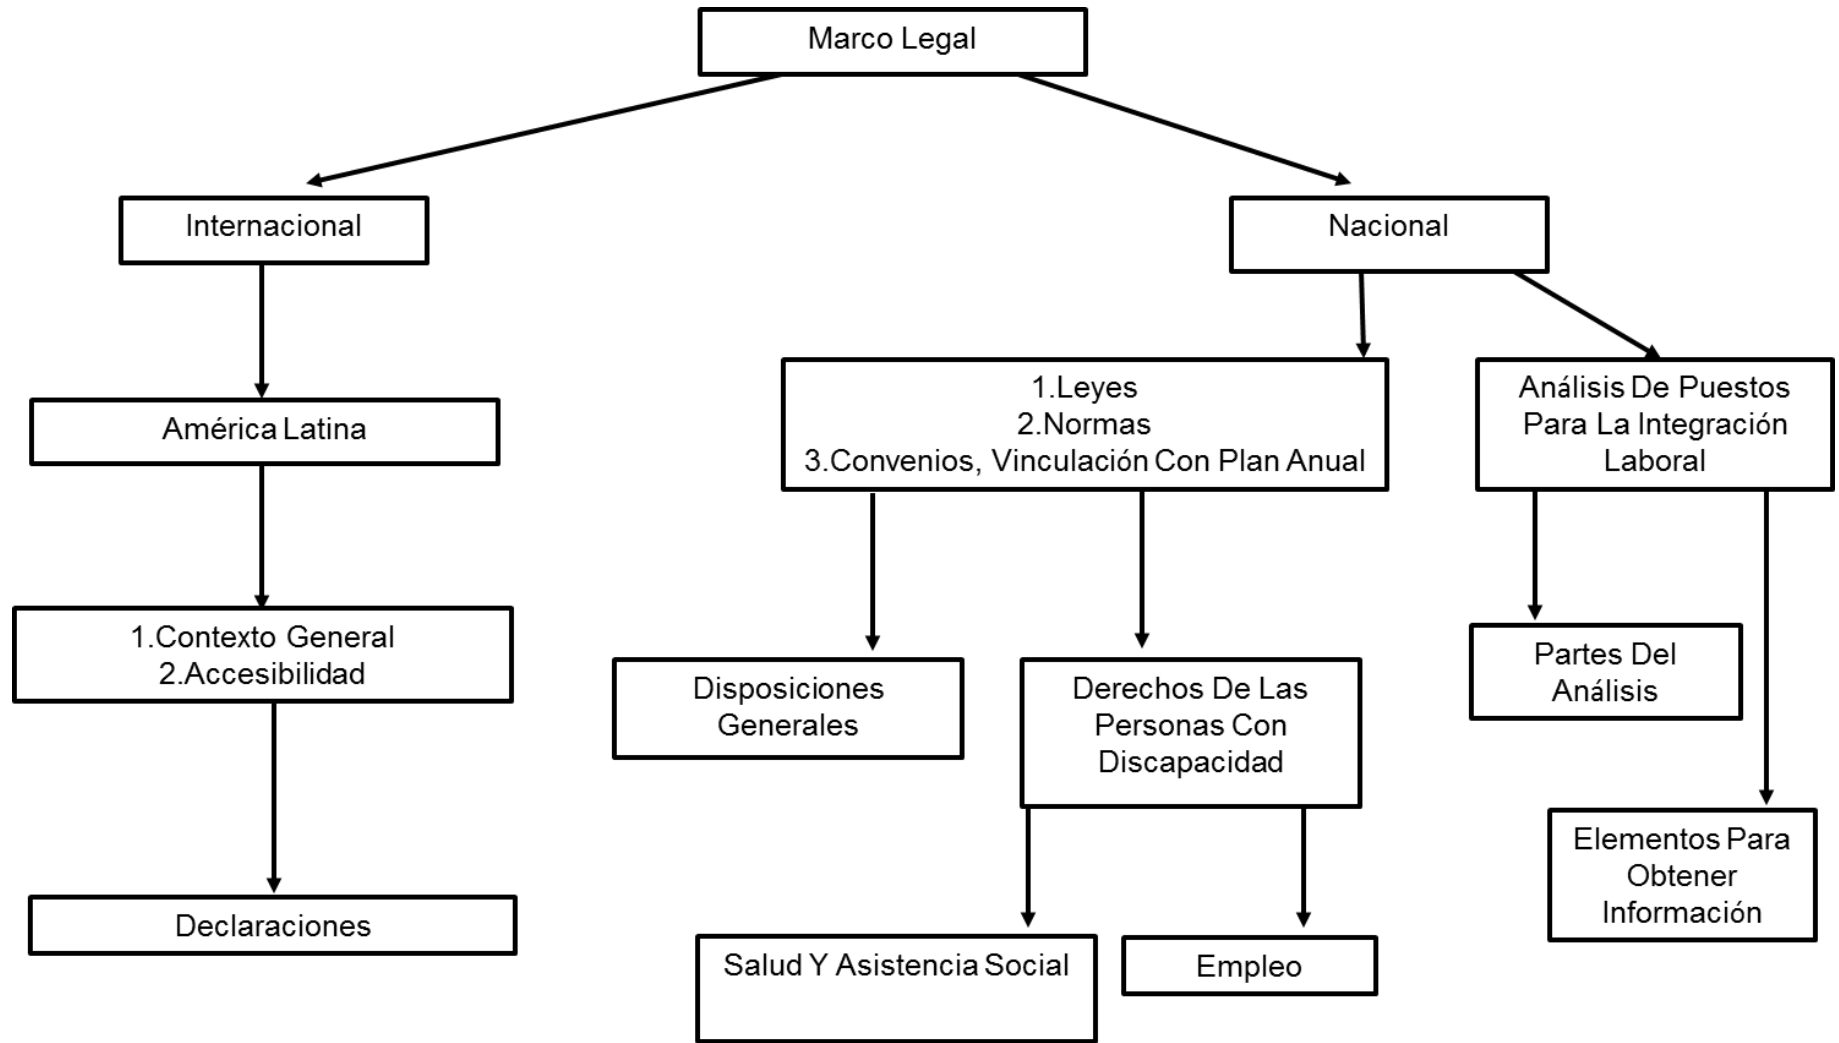 Marco Legal
Internacional
Nacional
América Latina
1.Leyes
2.Normas
3.Convenios, Vinculación Con Plan Anual
Análisis De Puestos
Para La Integración
Laboral
1.Contexto General
2.Accesibilidad
Disposiciones
Generales
Derechos De Las
Personas Con
Discapacidad
Partes Del
Análisis
Elementos Para
Obtener
Información
Declaraciones
Salud Y Asistencia Social
Empleo